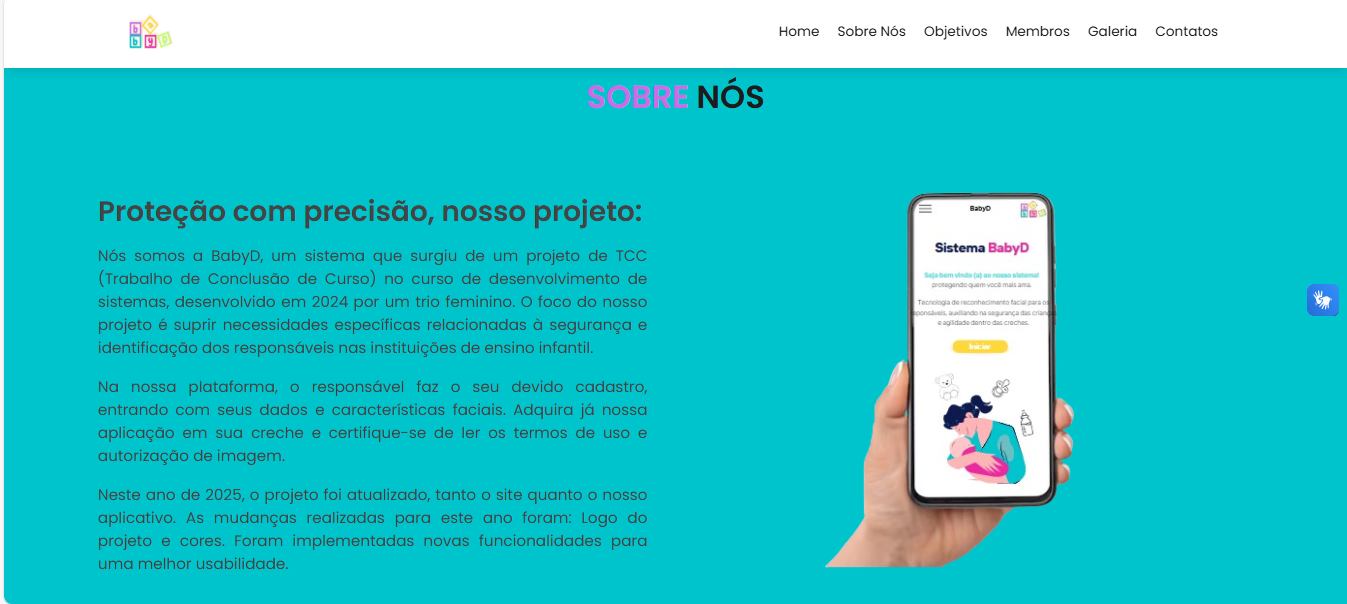 b b y D
Home Sobre Nós Objetivos Membros Galeria Contatos
SOBRE NÓS
Proteção com precisão, nosso projeto:
Nós somos a BabyD, um sistema que surgiu de um projeto de TCC
(Trabalho de Conclusão de Curso) no curso de desenvolvimento de
sistemas, desenvolvido em 2024 por um trio feminino. O foco do nosso
projeto é suprir necessidades específicas relacionadas à segurança e
identificação dos responsáveis nas instituições de ensino infantil.
Na nossa plataforma, o responsável faz o seu devido cadastro,
entrando com seus dados e características faciais. Adquira já nossa
aplicação em sua creche e certifique-se de ler os termos de uso e
autorização de imagem.
Neste ano de 2025, o projeto foi atualizado, tanto o site quanto o nosso
aplicativo. As mudanças realizadas para este ano foram: Logo do
projeto e cores. Foram implementadas novas funcionalidades para
uma melhor usabilidade.
BabyD
Sistema BabyD
Seja bem vindo (a) ao nosso sistema!
protegendo quem você mais ama.
Tecnologia de reconhecimento facial para os
ponsáveis, auxiliando na segurança das crianças
e agilidade dentro das creches.
Iniciar